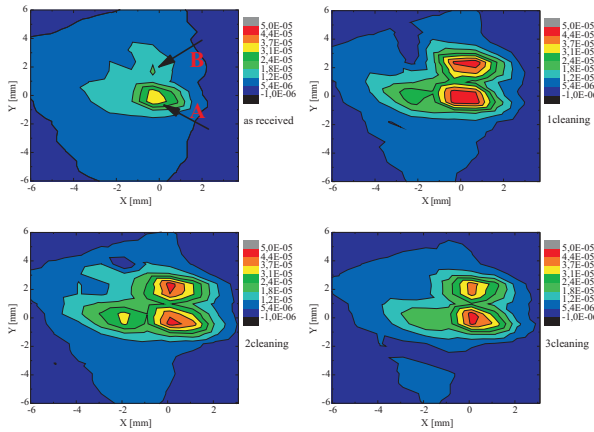 6
4
2
0
-2
-4
-6
-6
-4
-2
0
2
Y [mm]
X [mm]
B
A
5,0E-05
4,4E-05
3,7E-05
3,1E-05
2,4E-05
1,8E-05
1,2E-05
5,4E-06
-1,0E-06
as received
6
4
2
0
-2
-4
-6
-6
-4
-2
0
2
Y [mm]
X [mm]
5,0E-05
4,4E-05
3,7E-05
3,1E-05
2,4E-05
1,8E-05
1,2E-05
5,4E-06
-1,0E-06
1cleaning
6
4
2
0
-2
-4
-6
-6
-4
-2
0
2
Y [mm]
X [mm]
5,0E-05
4,4E-05
3,7E-05
3,1E-05
2,4E-05
1,8E-05
1,2E-05
5,4E-06
-1,0E-06
2cleaning
6
4
2
0
-2
-4
-6
-6
-4
-2
0
2
Y [mm]
X [mm]
5,0E-05
4,4E-05
3,7E-05
3,1E-05
2,4E-05
1,8E-05
1,2E-05
5,4E-06
-1,0E-06
3cleaning